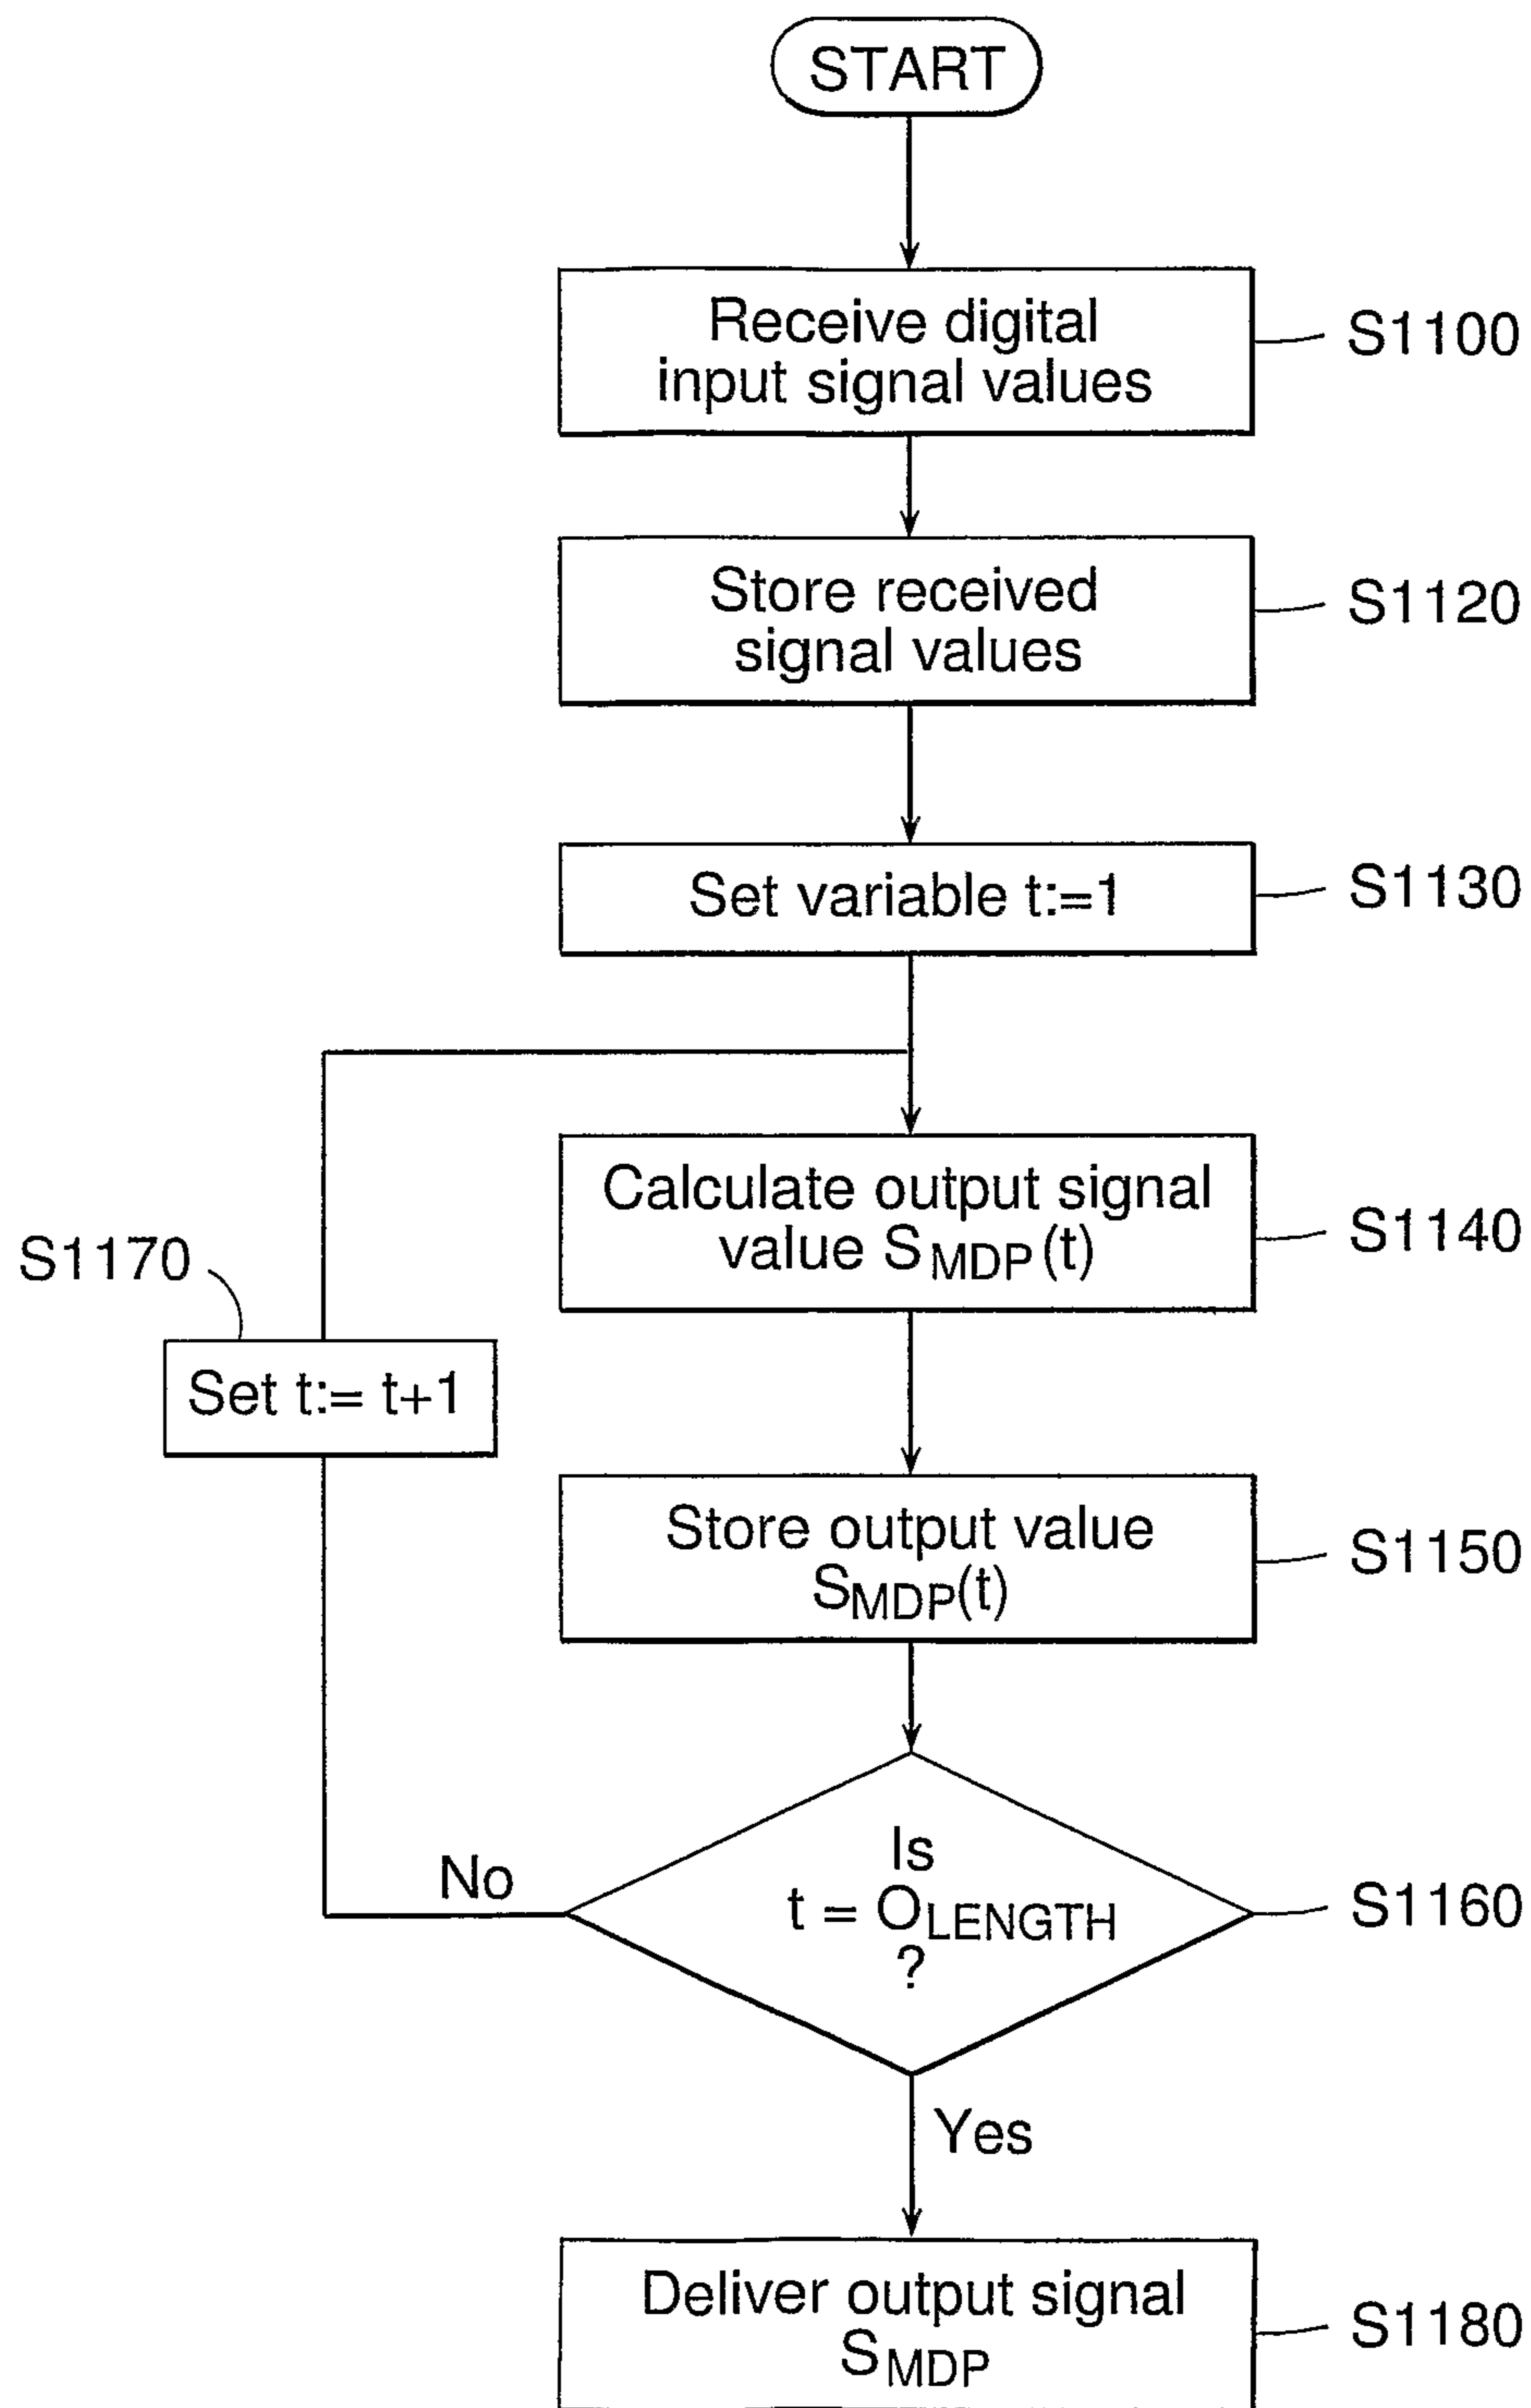 START
Receive digital
input signal values
S1100
Store received
signal values
S1120
Set variable t:=1
S1130
Calculate output signal
value S MDP (t)
S1140
S1170
Set t:= t+1
Store output value
SMDP(t)
S1150
Is
t = OLENGTH
?
No
S1160
Yes
Deliver output signal
SMDP
S1180